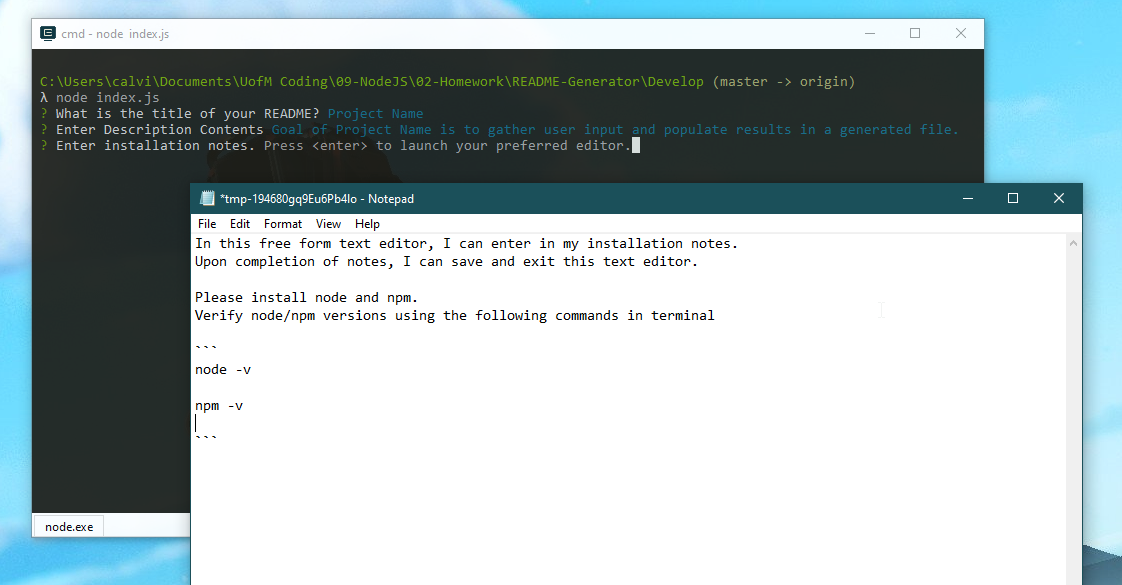 cmd - node index.js
C:\Users\calvi\Documents\UofM Coding\09-NodeJS\02-Homework\README-Generator\Develop (master -> origin)
λ node index.js
? What is the title of your README? Project Name
? Enter Description Contents Goal of Project Name is to gather user input and populate results in a generated file.
? Enter installation notes. Press <enter> to launch your preferred editor.
*tmp-194680gq9Eu6Pb4lo - Notepad
File Edit Format View Help
In this free form text editor, I can enter in my installation notes.
Upon completion of notes, I can save and exit this text editor.
Please install node and npm.
Verify node/npm versions using the following commands in terminal
```
node -v
npm -v
```
node.exe